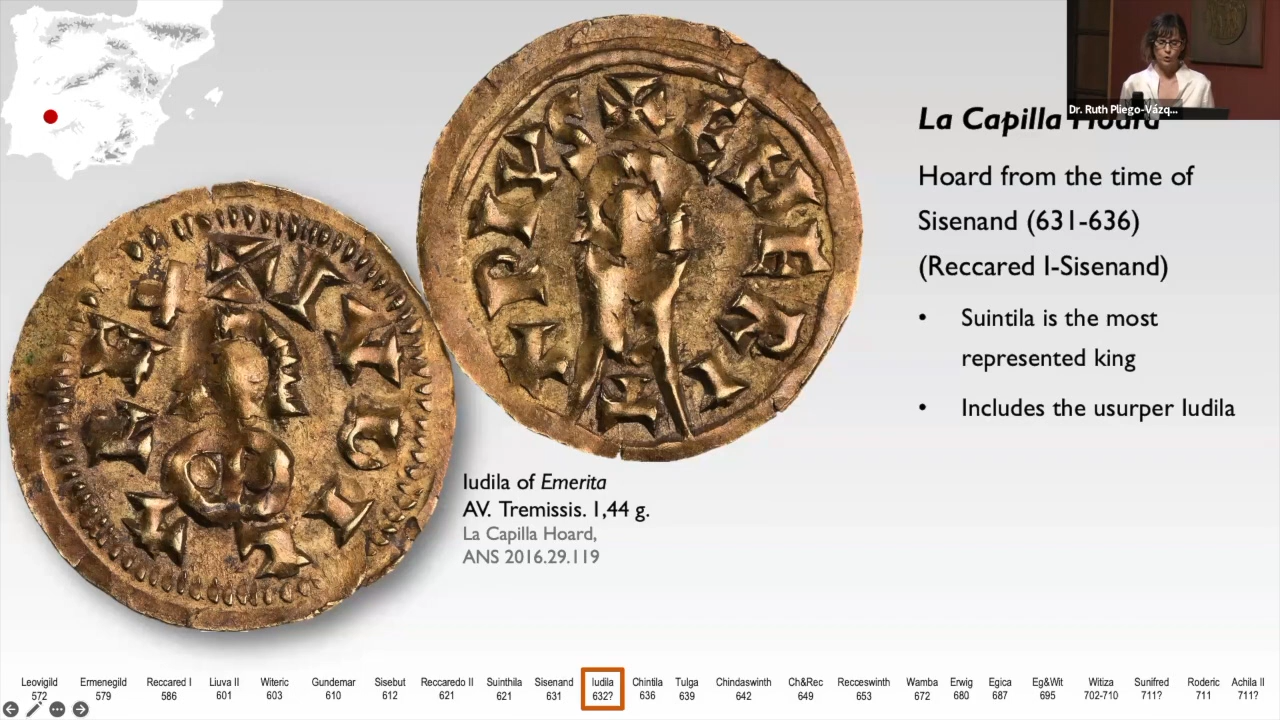 Dr. Ruth Pliego-Vázq...
La Capilla Hoard
Hoard from the time of
Sisenand (631-636)
(Reccared I-Sisenand)
• Suintila is the most
represented king
• Includes the usurper Iudila
Iudila of Emerita
AV. Tremissis. 1,44 g.
La Capilla Hoard,
ANS 2016.29.119
Leovigild Ermenegild Reccared I Liuva II Witeric Gundemar Sisebut Reccaredo II Suinthila Sisenand Iudila Chintila Tulga Chindaswinth Ch&Rec Recceswinth Wamba Erwig Egica Eg&Wit Witiza Sunifred Roderic Achila II
572 579 586 601 603 610 612 621 621 631 632? 636 639 642 649 653 672 680 687 695 702-710 711? 711 711?